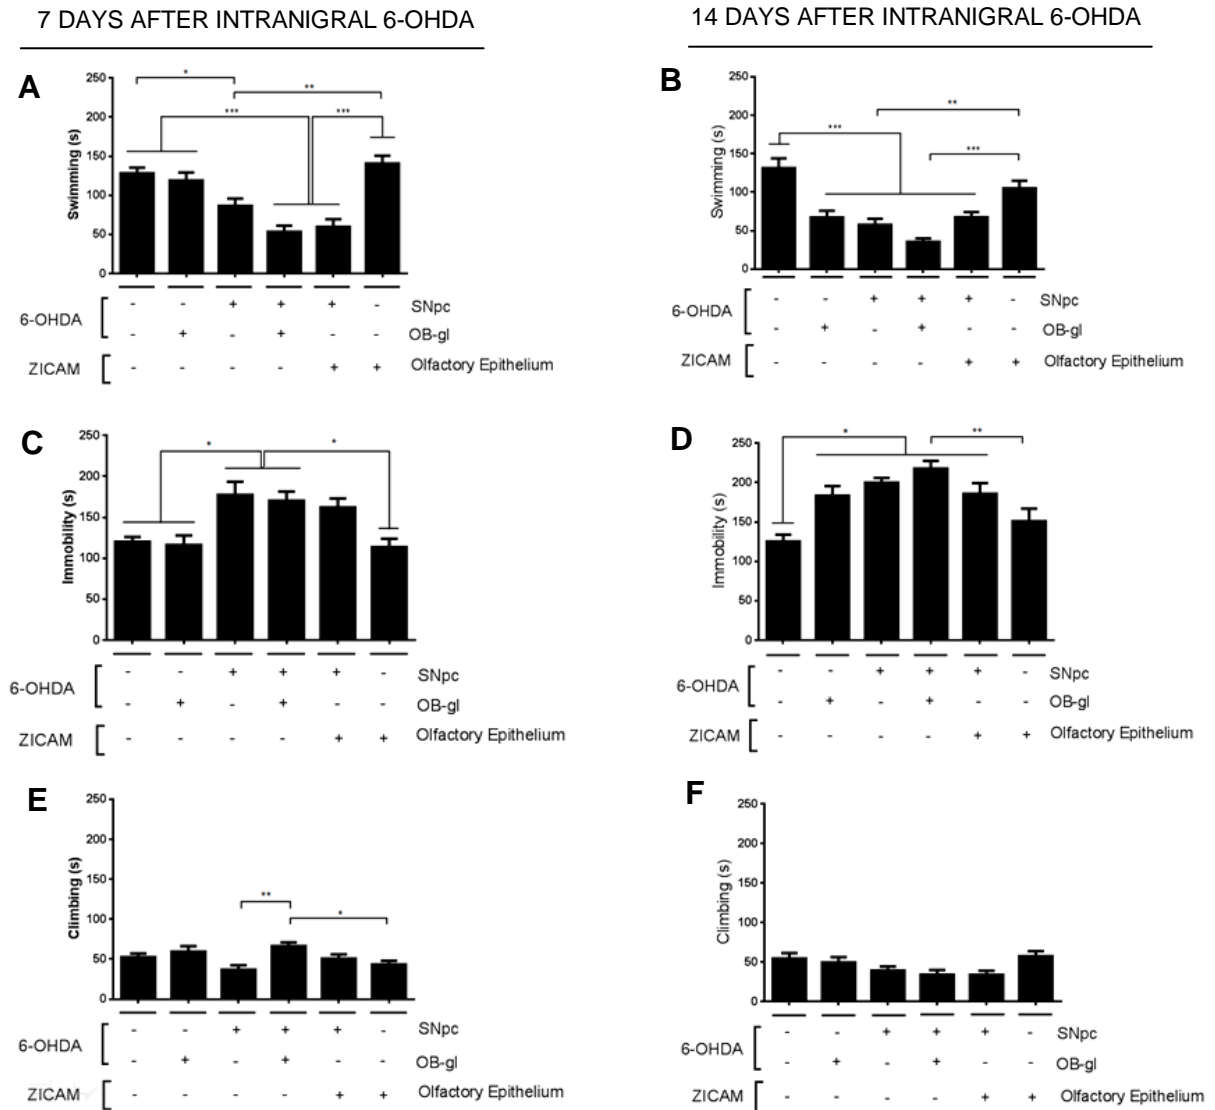 7 DAYS AFTER INTRANIGRAL 6-OHDA
14 DAYS AFTER INTRANIGRAL 6-OHDA
A
Swimming (s)
250
200
150
100
50
0
*
**
***
***
- - + + + - SNpc
6-OHDA
- + - + - - OB-gl
ZICAM - - - - + + Olfactory Epithelium
B
Swimming (s)
250
200
150
100
50
0
**
***
***
- - + + + - SNpc
6-OHDA
- + - + - - OB-gl
ZICAM - - - - + + Olfactory Epithelium
C
Immobility (s)
250
200
150
100
50
0
*
*
- - + + + - SNpc
6-OHDA
- + - + - - OB-gl
ZICAM - - - - + + Olfactory Epithelium
D
Immobility (s)
250
200
150
100
50
0
*
**
- - + + + - SNpc
6-OHDA
- + - + - - OB-gl
ZICAM - - - - + + Olfactory Epithelium
E
Climbing (s)
250
200
150
100
50
0
**
*
- - + + + - SNpc
6-OHDA
- + - + - - OB-gl
ZICAM - - - - + + Olfactory Epithelium
F
Climbing (s)
250
200
150
100
50
0
- - + + + - SNpc
6-OHDA
- + - + - - OB-gl
ZICAM - - - - + + Olfactory Epithelium